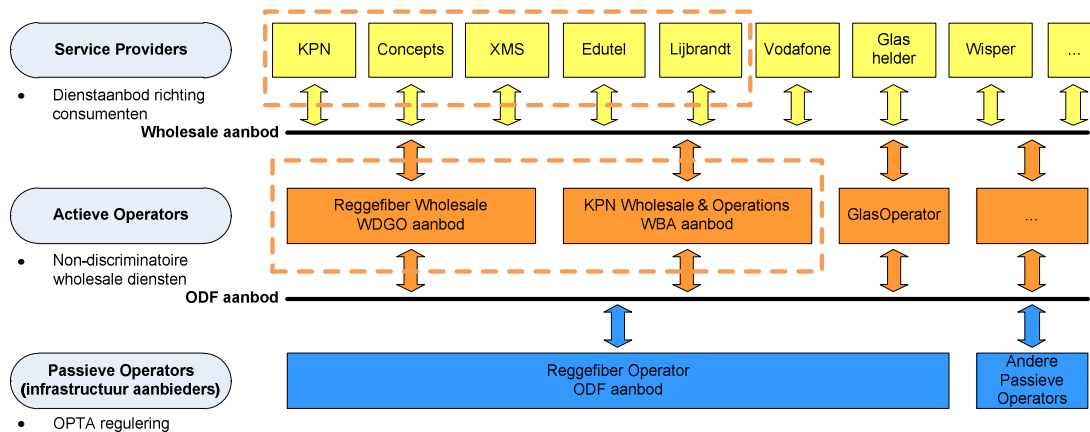 Service Providers
• Dienstaanbod richting
consumenten
KPN
Concepts
XMS
Edutel
Lijbrandt
Vodafone
Glas
helder
Wisper
...
Wholesale aanbod
Actieve Operators
• Non-discriminatoire
wholesale diensten
Reggefiber Wholesale
WDGO aanbod
KPN Wholesale & Operations
WBA aanbod
GlasOperator
...
ODF aanbod
Passieve Operators
(infrastructuur aanbieders)
• OPTA regulering
Reggefiber Operator
ODF aanbod
Andere
Passieve
Operators